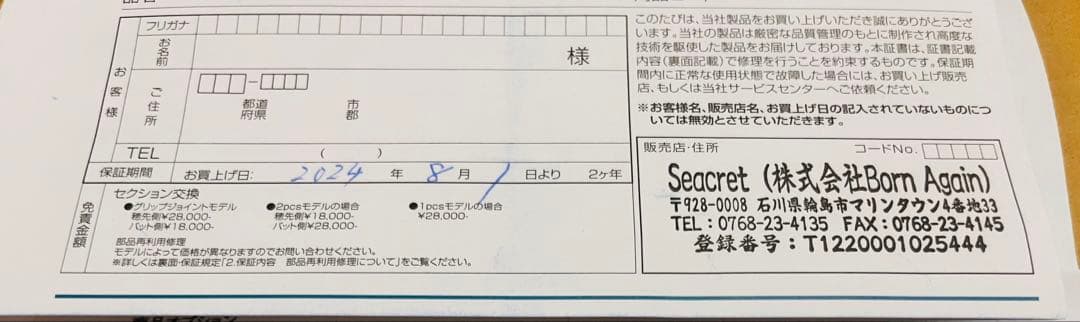 フリガナ
お客様
お名前
様
ご住所
都道府県
市郡
TEL ( )
保証期間 お買上げ日: 2024 年 8 月 1 日より 2ヶ年
免責金額
セクション交換
●グリップジョイントモデル
穂先側¥28,000-
バット側¥18,000-
●2pcsモデルの場合
穂先側¥18,000-
バット側¥28,000-
●1pcsモデルの場合
¥28,000-
部品再利用修理
モデルによって価格が異なりますのでお問い合わせください。
※詳しくは裏面・保証規定「2.保証内容 部品再利用修理について」をご覧ください。
このたびは、当社製品をお買い上げいただき誠にありがとうござ
います。当社の製品は厳密な品質管理のもとに制作され高度な
技術を駆使した製品をお届けしております。本証書は、証書記載
内容(裏面記載)で修理を行うことを約束するものです。保証期
間内に正常な使用状態で故障した場合には、お買い上げ販売
店、もしくは当社サービスセンターへご依頼ください。
※お客様名、販売店名、お買上げ日の記入されていないものにつ
いては無効とさせていただきます。
販売店・住所
コードNo.
Seacret (株式会社Born Again)
〒928-0008 石川県輪島市マリンタウン4番地33
TEL:0768-23-4135 FAX:0768-23-4145
登録番号:T1220001025444